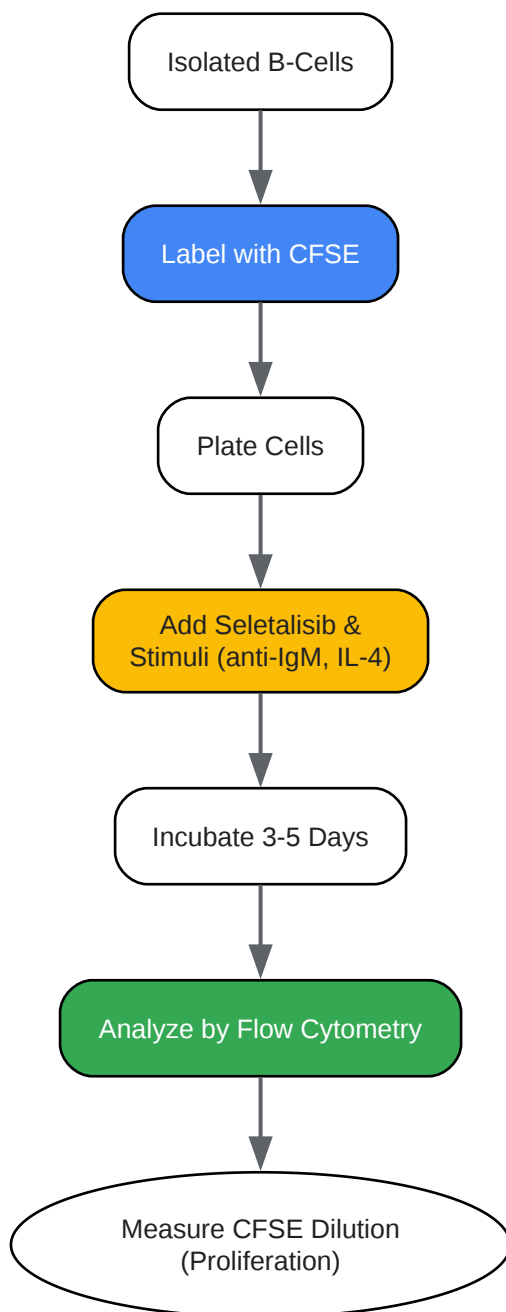 Isolated B-Cells
Label with CFSE
Plate Cells
Add Seletalisib &
Stimuli (anti-IgM, IL-4)
Incubate 3-5 Days
Analyze by Flow Cytometry
Measure CFSE Dilution
(Proliferation)